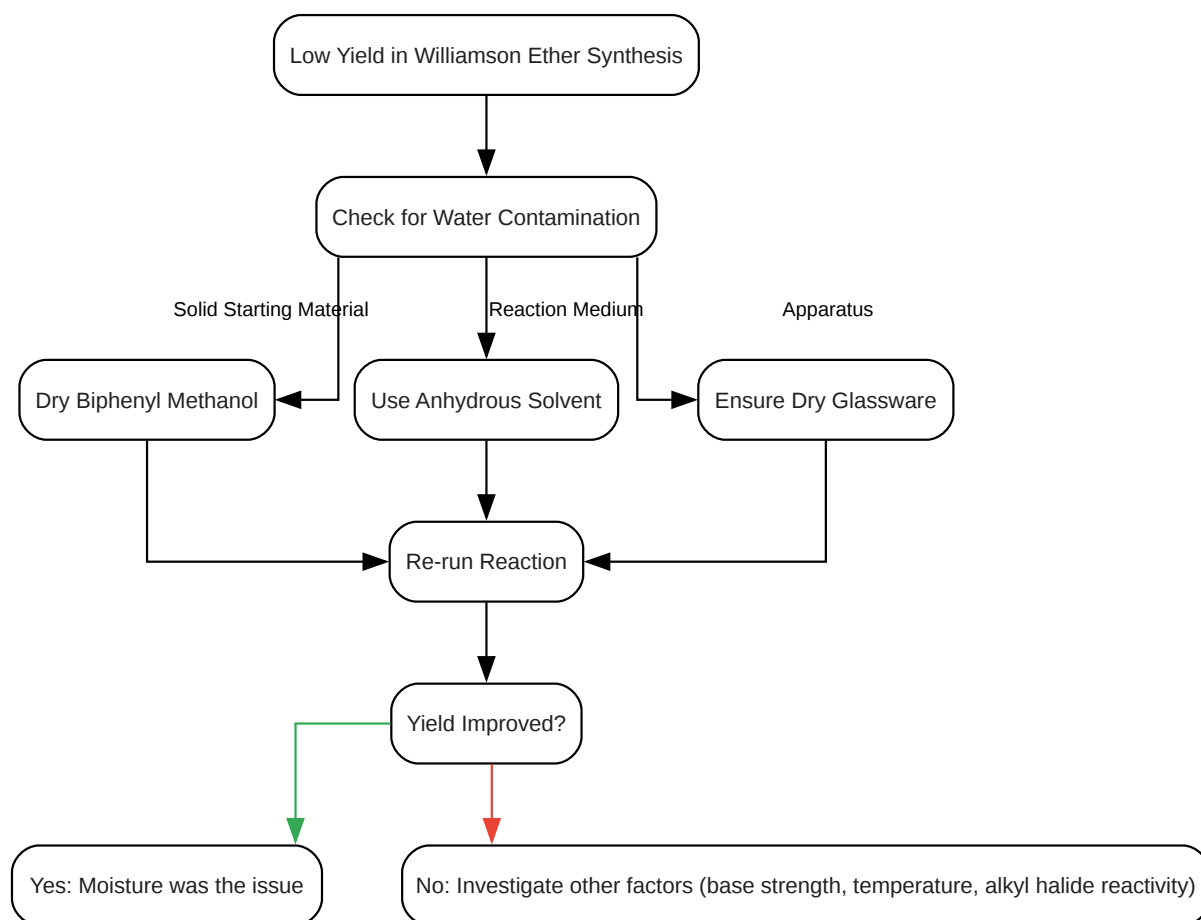 Low Yield in Williamson Ether Synthesis
Check for Water Contamination
Solid Starting Material
Reaction Medium
Apparatus
Dry Biphenyl Methanol
Use Anhydrous Solvent
Ensure Dry Glassware
Re-run Reaction
Yield Improved?
Yes: Moisture was the issue
No: Investigate other factors (base strength, temperature, alkyl halide reactivity)